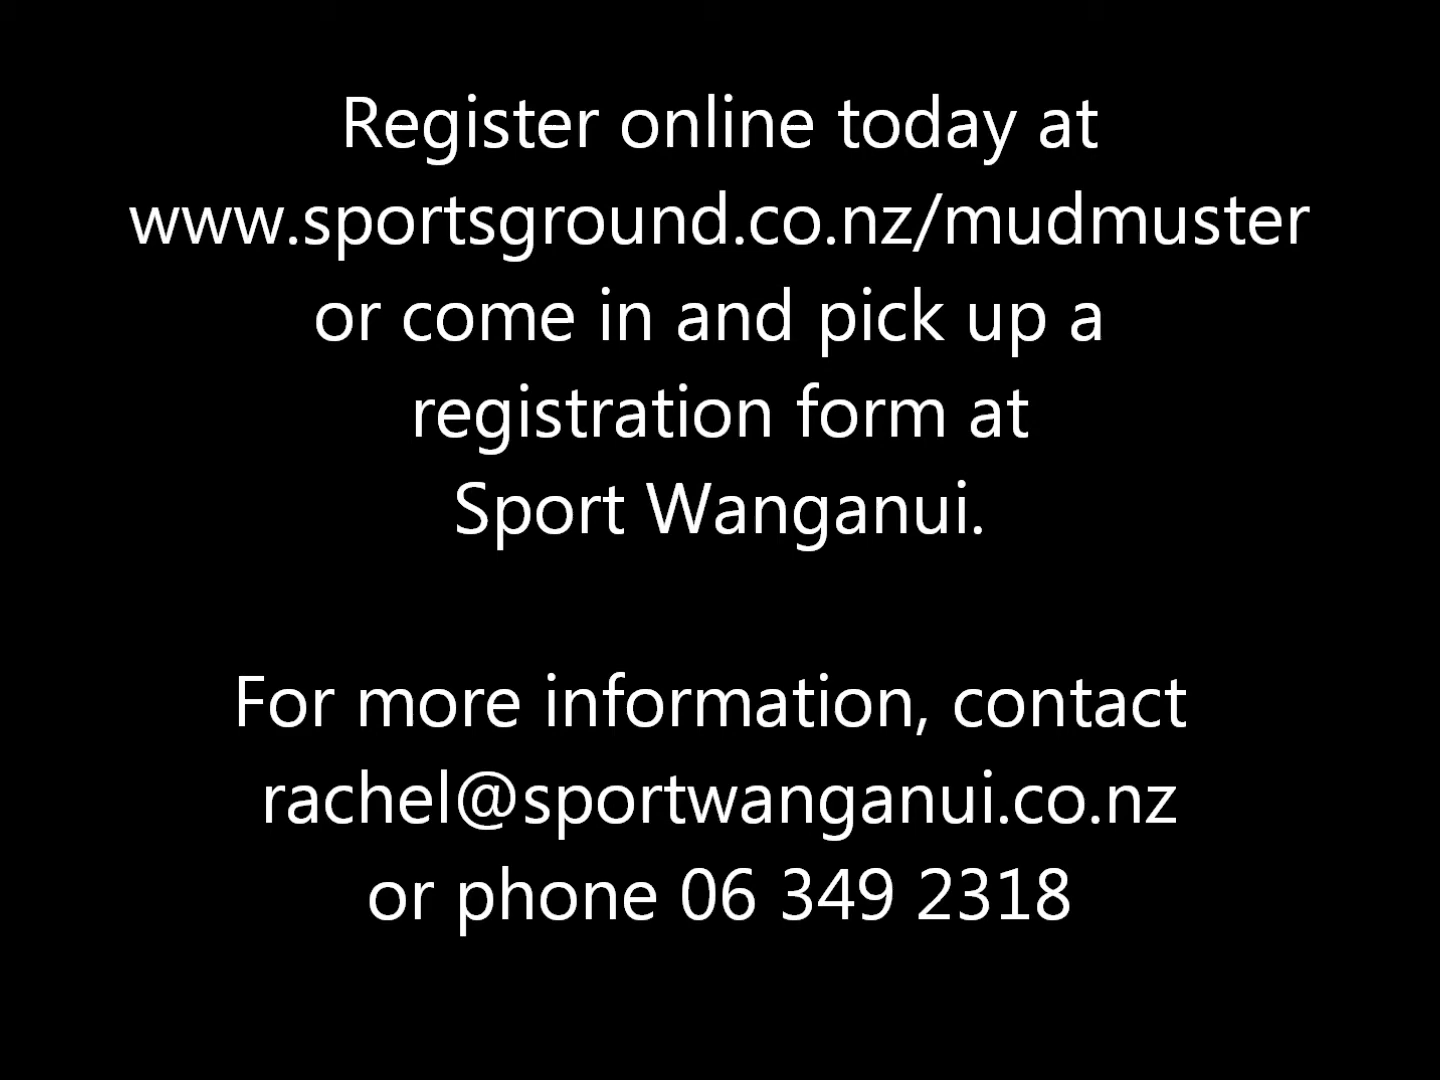 Register online today at
www.sportsground.co.nz/mudmuster
or come in and pick up a
registration form at
Sport Wanganui.
For more information, contact
rachel@sportwanganui.co.nz
or phone 06 349 2318